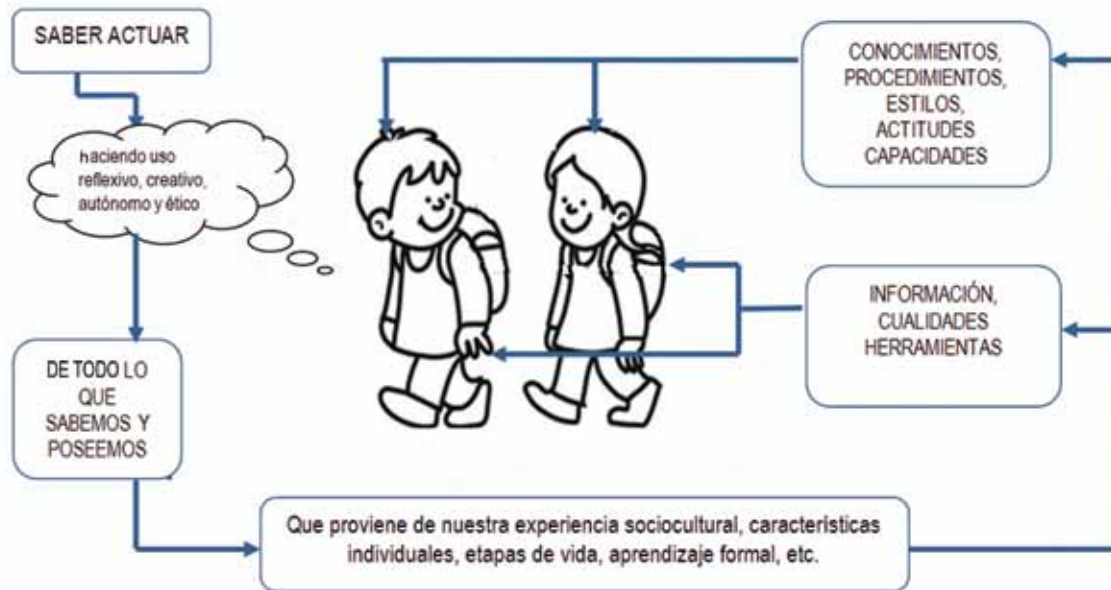 SABER ACTUAR
haciendo uso
reflexivo, creativo,
autónomo y ético
DE TODO LO
QUE
SABEMOS Y
POSEEMOS
Que proviene de nuestra experiencia sociocultural, características
individuales, etapas de vida, aprendizaje formal, etc.
CONOCIMIENTOS,
PROCEDIMIENTOS,
ESTILOS,
ACTITUDES
CAPACIDADES
INFORMACIÓN,
CUALIDADES
HERRAMIENTAS